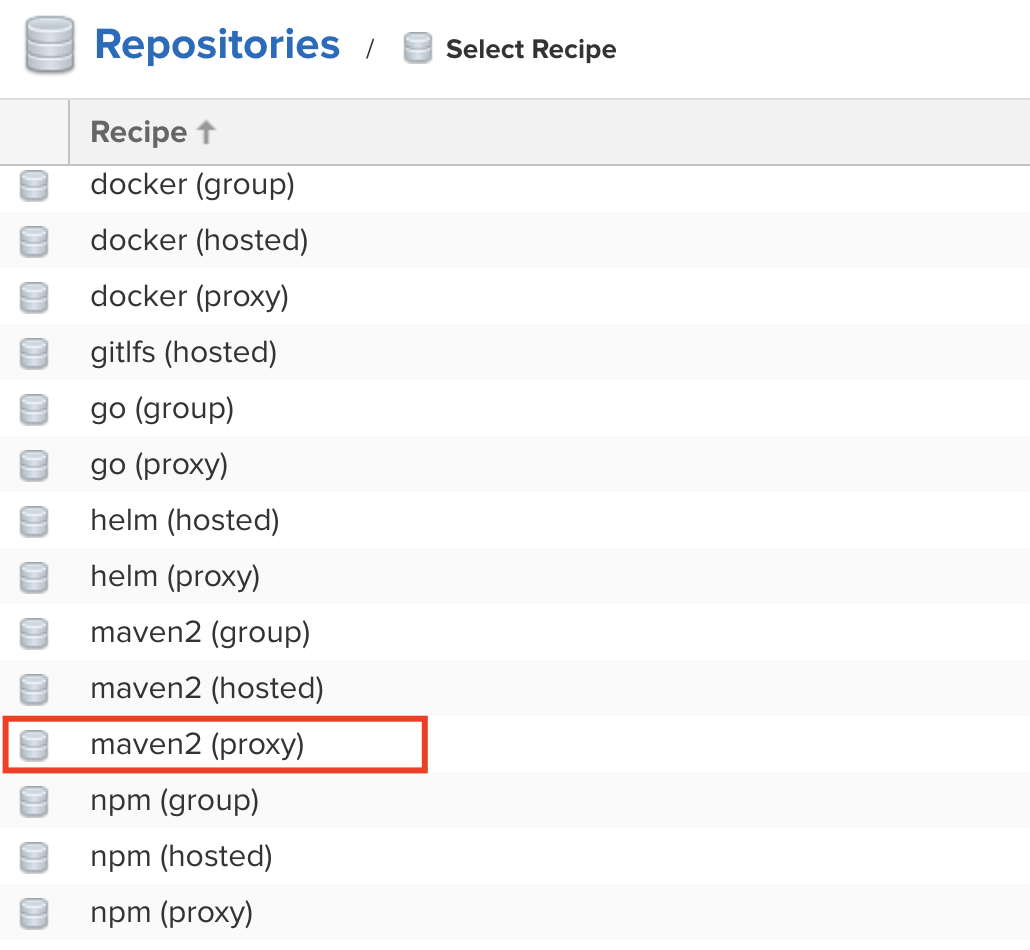 Repositories / Select Recipe
Recipe
docker (group)
docker (hosted)
docker (proxy)
gitlfs (hosted)
go (group)
go (proxy)
helm (hosted)
helm (proxy)
maven2 (group)
maven2 (hosted)
maven2 (proxy)
npm (group)
npm (hosted)
npm (proxy)